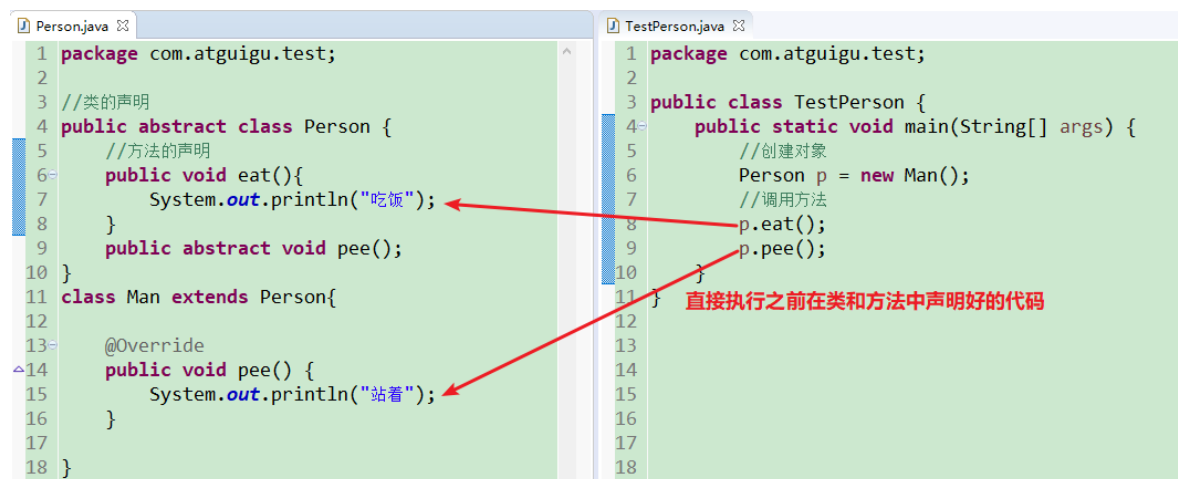 Person.java
1 package com.atguigu.test;
2
3 //类的声明
4 public abstract class Person {
5     //方法的声明
6     public void eat(){
7         System.out.println("吃饭");
8     }
9     public abstract void pee();
10 }
11 class Man extends Person{
12
13     @Override
14     public void pee() {
15         System.out.println("站着");
16     }
17
18 }
TestPerson.java
1 package com.atguigu.test;
2
3 public class TestPerson {
4     public static void main(String[] args) {
5         //创建对象
6         Person p = new Man();
7         //调用方法
8         p.eat();
9         p.pee();
10     }
11 }
直接执行之前在类和方法中声明好的代码
12
13
14
15
16
17
18